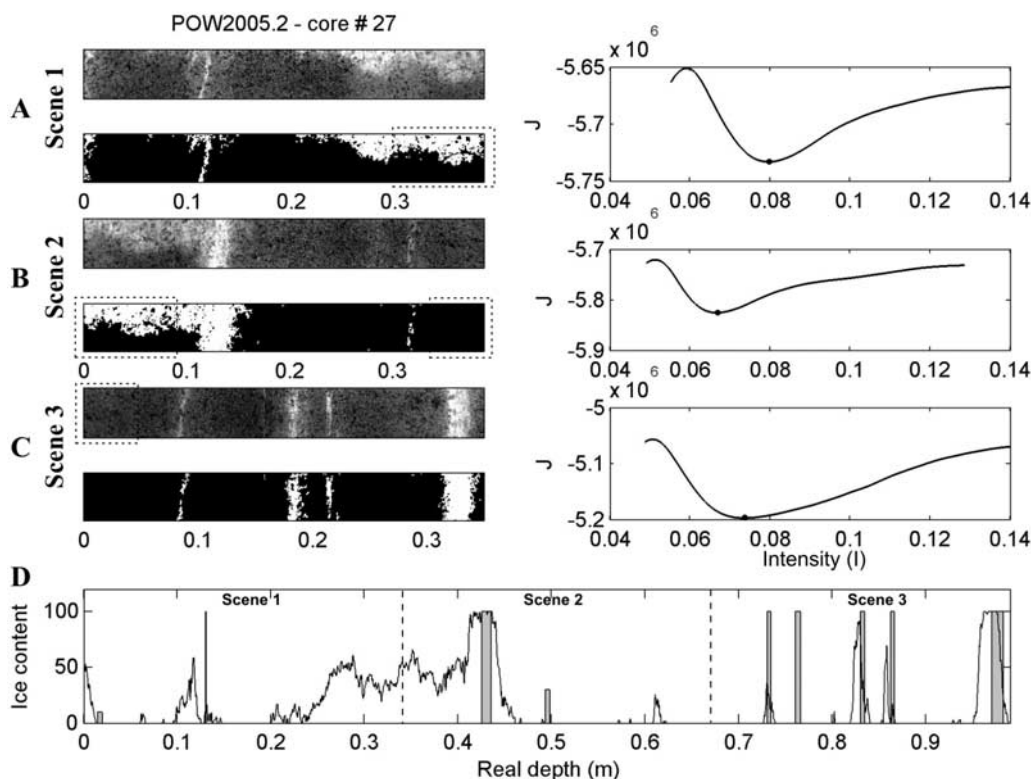 POW2005.2 - core # 27
A
Scene 1
0 0.1 0.2 0.3
x 10 6
-5.65
J
-5.7
-5.75
0.04 0.06 0.08 0.1 0.12 0.14
B
Scene 2
0 0.1 0.2 0.3
x 10 6
-5.7
J
-5.8
-5.9
0.04 0.06 0.08 0.1 0.12 0.14
C
Scene 3
0 0.1 0.2 0.3
x 10 6
-5
J
-5.1
-5.2
0.04 0.06 0.08 0.1 0.12 0.14
Intensity (I)
D
Scene 1 Scene 2 Scene 3
Ice content
100
50
0
0 0.1 0.2 0.3 0.4 0.5 0.6 0.7 0.8 0.9
Real depth (m)